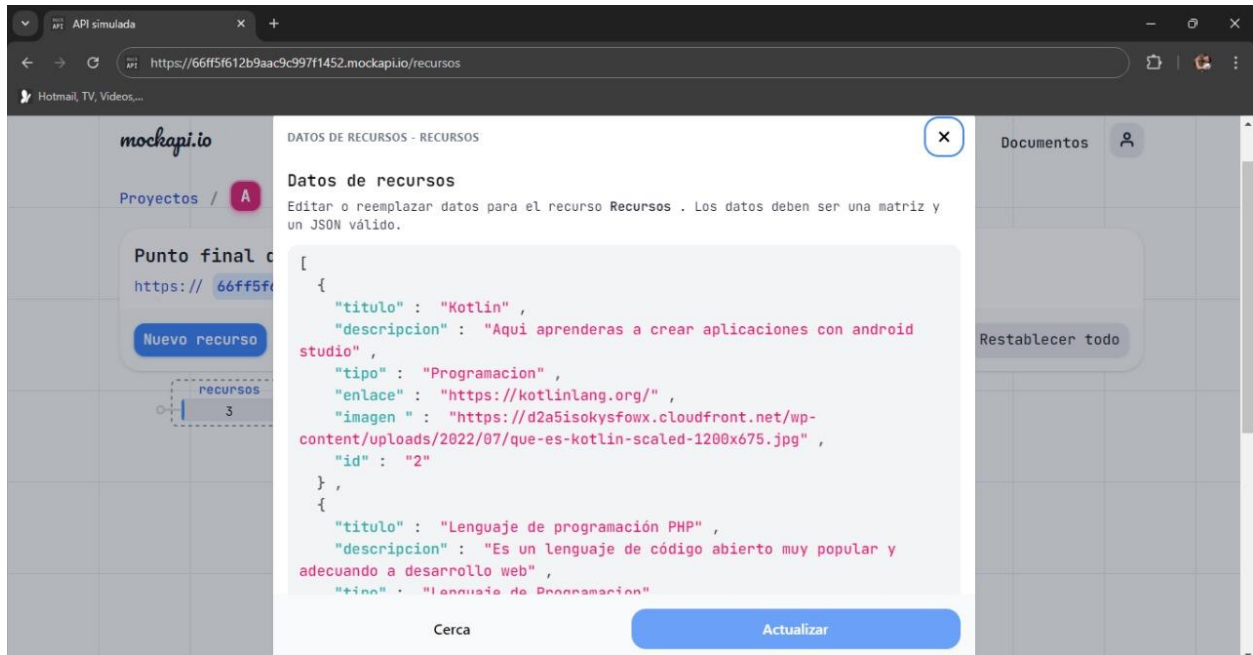 API simulada
https://66ff5f612b9aac9c997f1452.mockapi.io/recursos
Hotmail, TV, Videos,...
mockapi.io
DATOS DE RECURSOS - RECURSOS
Documentos
Proyectos / A
Datos de recursos
Editar o reemplazar datos para el recurso Recursos . Los datos deben ser una matriz y
un JSON válido.
Punto final
https:// 66ff5f
Nuevo recurso
Restablecer todo
recursos
3
[
{
"titulo" : "Kotlin" ,
"descripcion" : "Aqui aprenderas a crear aplicaciones con android
studio" ,
"tipo" : "Programacion" ,
"enlace" : "https://kotlinlang.org/" ,
"imagen " : "https://d2a5isokysfowx.cloudfront.net/wp-
content/uploads/2022/07/que-es-kotlin-scaled-1200x675.jpg" ,
"id" : "2"
} ,
{
"titulo" : "Lenguaje de programación PHP" ,
"descripcion" : "Es un lenguaje de código abierto muy popular y
adecuando a desarrollo web" ,
"tipo" : "Lenguaje de Programacion"
Cerca
Actualizar